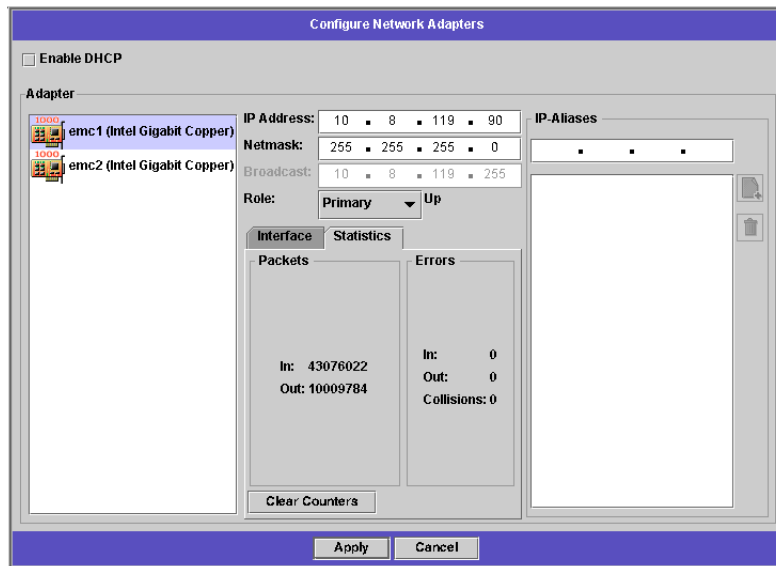 Configure Network Adapters
Enable DHCP
Adapter
1000
emc1 (Intel Gigabit Copper)
1000
emc2 (Intel Gigabit Copper)
IP Address: 10 . 8 . 119 . 90
Netmask: 255 . 255 . 255 . 0
Broadcast: 10 . 8 . 119 . 255
Role: Primary Up
Interface Statistics
Packets
In: 43076022
Out: 10009784
Errors
In: 0
Out: 0
Collisions: 0
Clear Counters
IP-Aliases
. . .
Apply Cancel